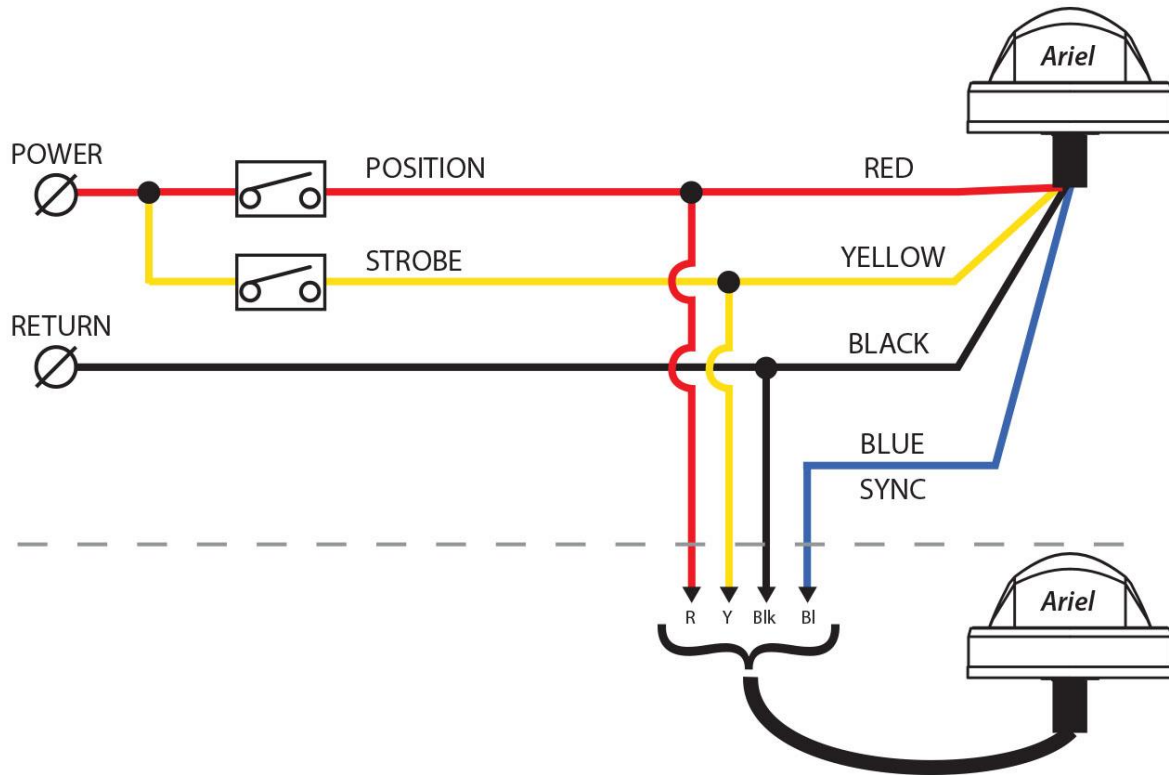 Ariel
POWER
POSITION
RED
STROBE
YELLOW
RETURN
BLACK
BLUE
SYNC
R Y Blk Bl
Ariel